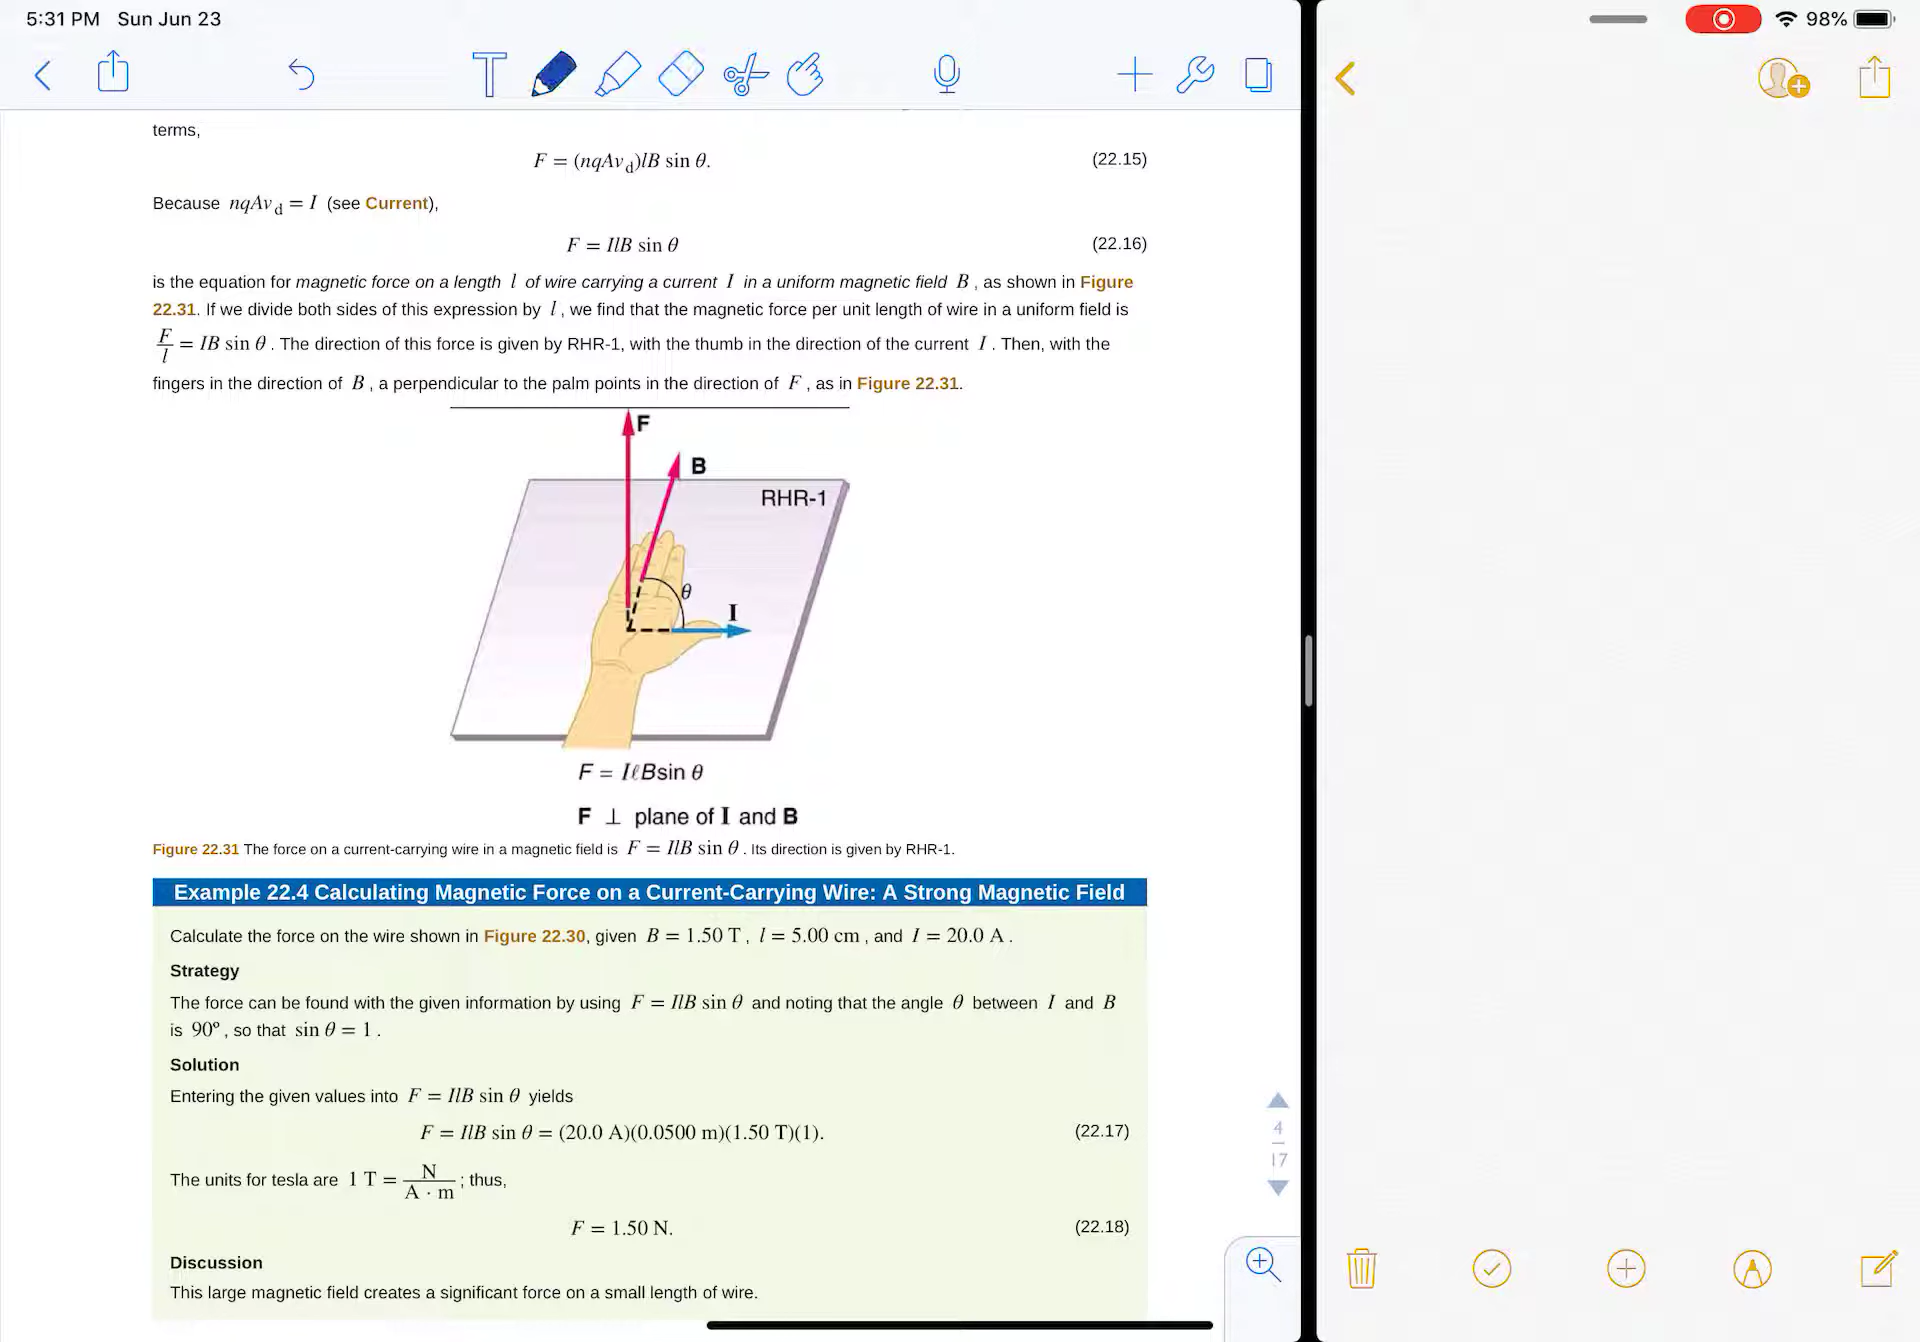 5:31 PM Sun Jun 23
98%
terms,
F = (nqAv_d)lB sin θ. (22.15)
Because nqAv_d = I (see Current),
F = IlB sin θ (22.16)
is the equation for magnetic force on a length l of wire carrying a current I in a uniform magnetic field B , as shown in Figure
22.31. If we divide both sides of this expression by l , we find that the magnetic force per unit length of wire in a uniform field is
F/l = IB sin θ . The direction of this force is given by RHR-1, with the thumb in the direction of the current I . Then, with the
fingers in the direction of B , a perpendicular to the palm points in the direction of F , as in Figure 22.31.
F
B
RHR-1
θ
I
F = IℓBsin θ
F ⊥ plane of I and B
Figure 22.31 The force on a current-carrying wire in a magnetic field is F = IlB sin θ . Its direction is given by RHR-1.
Example 22.4 Calculating Magnetic Force on a Current-Carrying Wire: A Strong Magnetic Field
Calculate the force on the wire shown in Figure 22.30, given B = 1.50 T , l = 5.00 cm , and I = 20.0 A .
Strategy
The force can be found with the given information by using F = IlB sin θ and noting that the angle θ between I and B
is 90º , so that sin θ = 1 .
Solution
Entering the given values into F = IlB sin θ yields
F = IlB sin θ = (20.0 A)(0.0500 m)(1.50 T)(1). (22.17)
The units for tesla are 1 T = N/(A · m) ; thus,
F = 1.50 N. (22.18)
Discussion
This large magnetic field creates a significant force on a small length of wire.
4
17